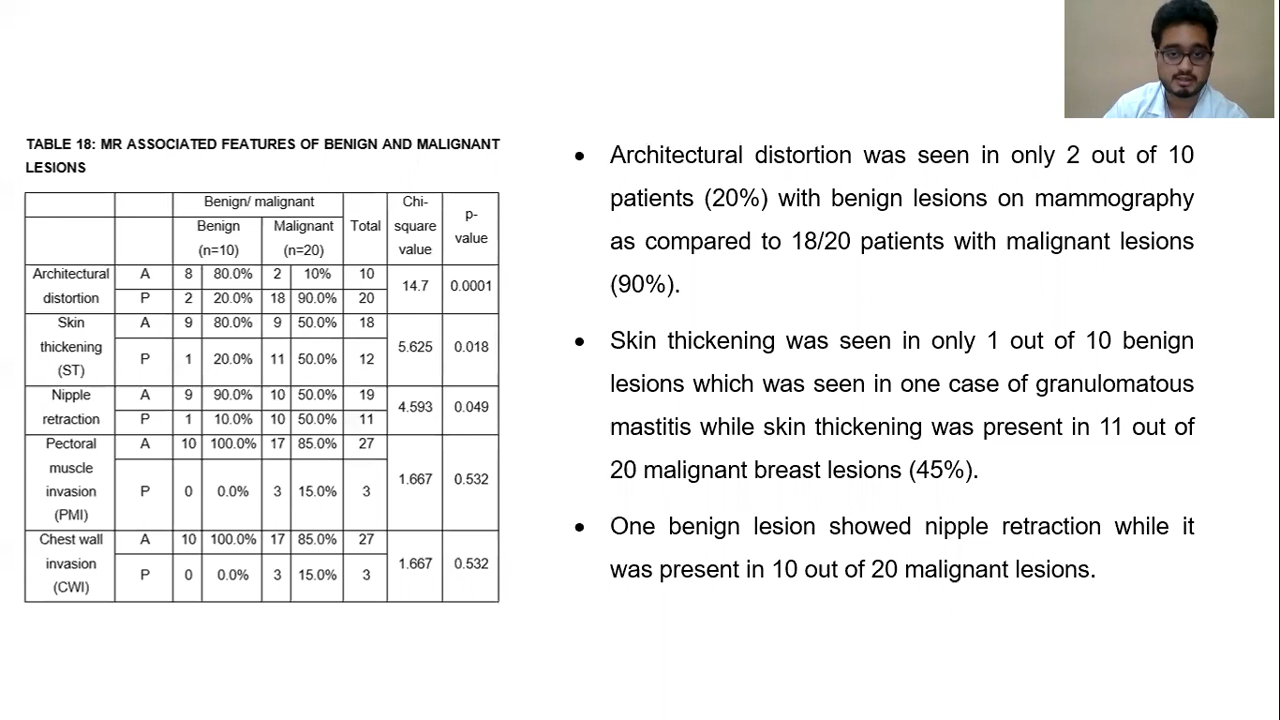 TABLE 18: MR ASSOCIATED FEATURES OF BENIGN AND MALIGNANT
LESIONS
Benign/ malignant Total Chi-square value p-value
Benign (n=10) Malignant (n=20)
Architectural distortion A 8 80.0% 2 10% 10 14.7 0.0001
P 2 20.0% 18 90.0% 20
Skin thickening (ST) A 9 80.0% 9 50.0% 18 5.625 0.018
P 1 20.0% 11 50.0% 12
Nipple retraction A 9 90.0% 10 50.0% 19 4.593 0.049
P 1 10.0% 10 50.0% 11
Pectoral muscle invasion (PMI) A 10 100.0% 17 85.0% 27 1.667 0.532
P 0 0.0% 3 15.0% 3
Chest wall invasion (CWI) A 10 100.0% 17 85.0% 27 1.667 0.532
P 0 0.0% 3 15.0% 3
• Architectural distortion was seen in only 2 out of 10
patients (20%) with benign lesions on mammography
as compared to 18/20 patients with malignant lesions
(90%).
• Skin thickening was seen in only 1 out of 10 benign
lesions which was seen in one case of granulomatous
mastitis while skin thickening was present in 11 out of
20 malignant breast lesions (45%).
• One benign lesion showed nipple retraction while it
was present in 10 out of 20 malignant lesions.